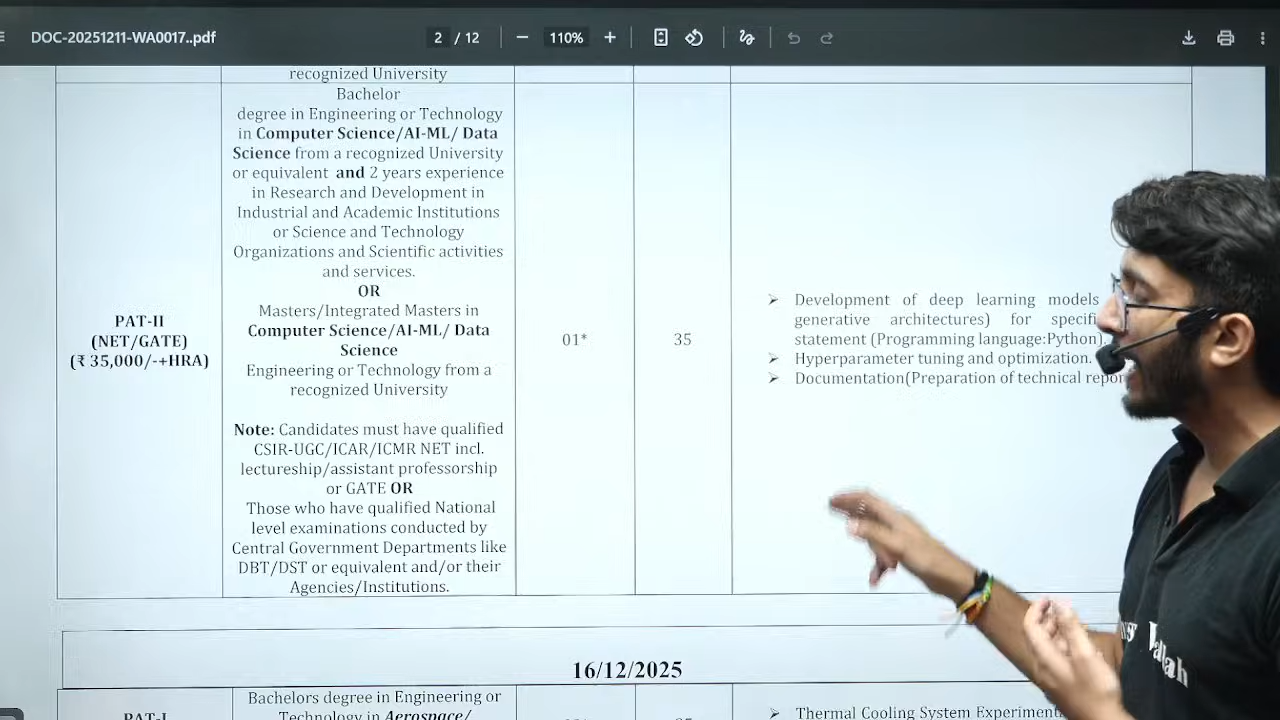 DOC-20251211-WA0017..pdf
2 / 12
110%
recognized University
Bachelor
degree in Engineering or Technology
in Computer Science/AI-ML/ Data
Science from a recognized University
or equivalent and 2 years experience
in Research and Development in
Industrial and Academic Institutions
or Science and Technology
Organizations and Scientific activities
and services.
OR
Masters/Integrated Masters in
Computer Science/AI-ML/ Data
Science
Engineering or Technology from a
recognized University
Note: Candidates must have qualified
CSIR-UGC/ICAR/ICMR NET incl.
lectureship/assistant professorship
or GATE OR
Those who have qualified National
level examinations conducted by
Central Government Departments like
DBT/DST or equivalent and/or their
Agencies/Institutions.
PAT-II
(NET/GATE)
(₹ 35,000/-+HRA)
01*
35
➢ Development of deep learning models
generative architectures) for
statement (Programming language:Python).
➢ Hyperparameter tuning and optimization.
➢ Documentation(Preparation of technical
16/12/2025
PAT-I
Bachelors degree in Engineering or
Technology in Aerospace/
35
➢ Thermal Cooling System